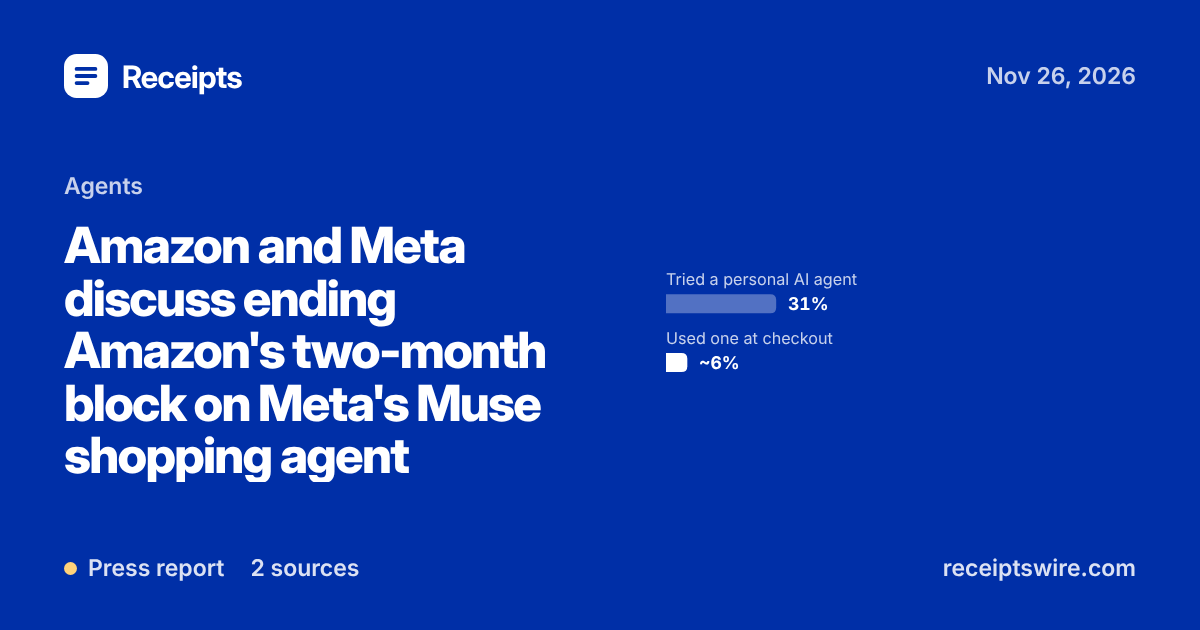 Receipts
Nov 26, 2026
Agents
Amazon and Meta
discuss ending
Amazon's two-month
block on Meta's Muse
shopping agent
Tried a personal AI agent
31%
Used one at checkout
~6%
Press report
2 sources
receiptswire.com